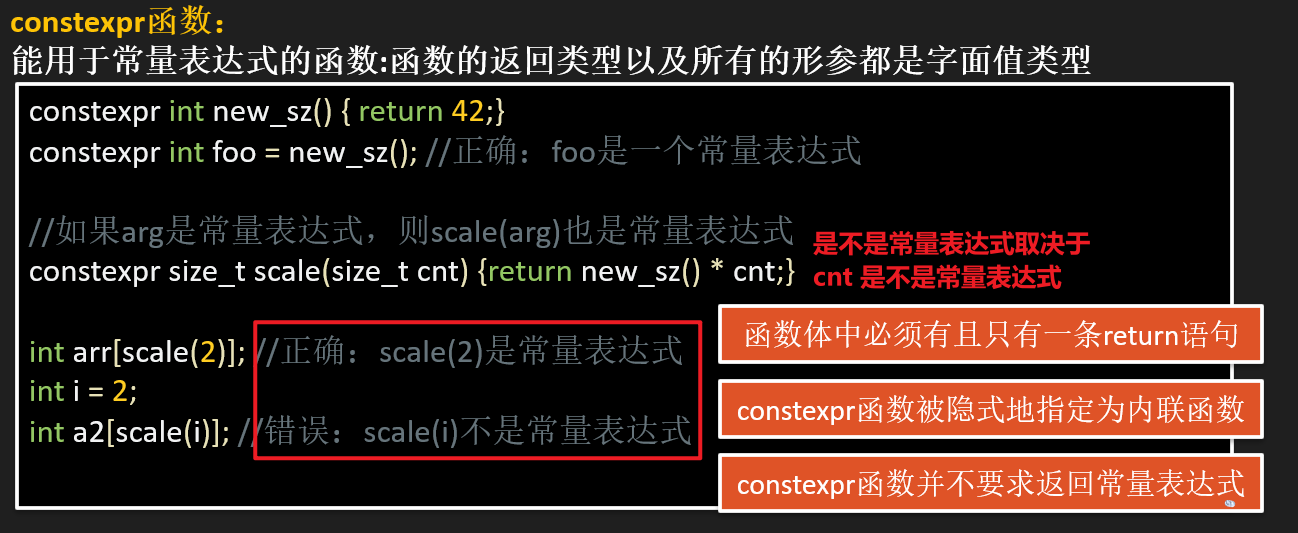 constexpr函数：
能用于常量表达式的函数:函数的返回类型以及所有的形参都是字面值类型
constexpr int new_sz() { return 42;}
constexpr int foo = new_sz(); //正确：foo是一个常量表达式
//如果arg是常量表达式，则scale(arg)也是常量表达式
constexpr size_t scale(size_t cnt) {return new_sz() * cnt;}
是不是常量表达式取决于
cnt 是不是常量表达式
int arr[scale(2)]; //正确：scale(2)是常量表达式
int i = 2;
int a2[scale(i)]; //错误：scale(i)不是常量表达式
函数体中必须有且只有一条return语句
constexpr函数被隐式地指定为内联函数
constexpr函数并不要求返回常量表达式